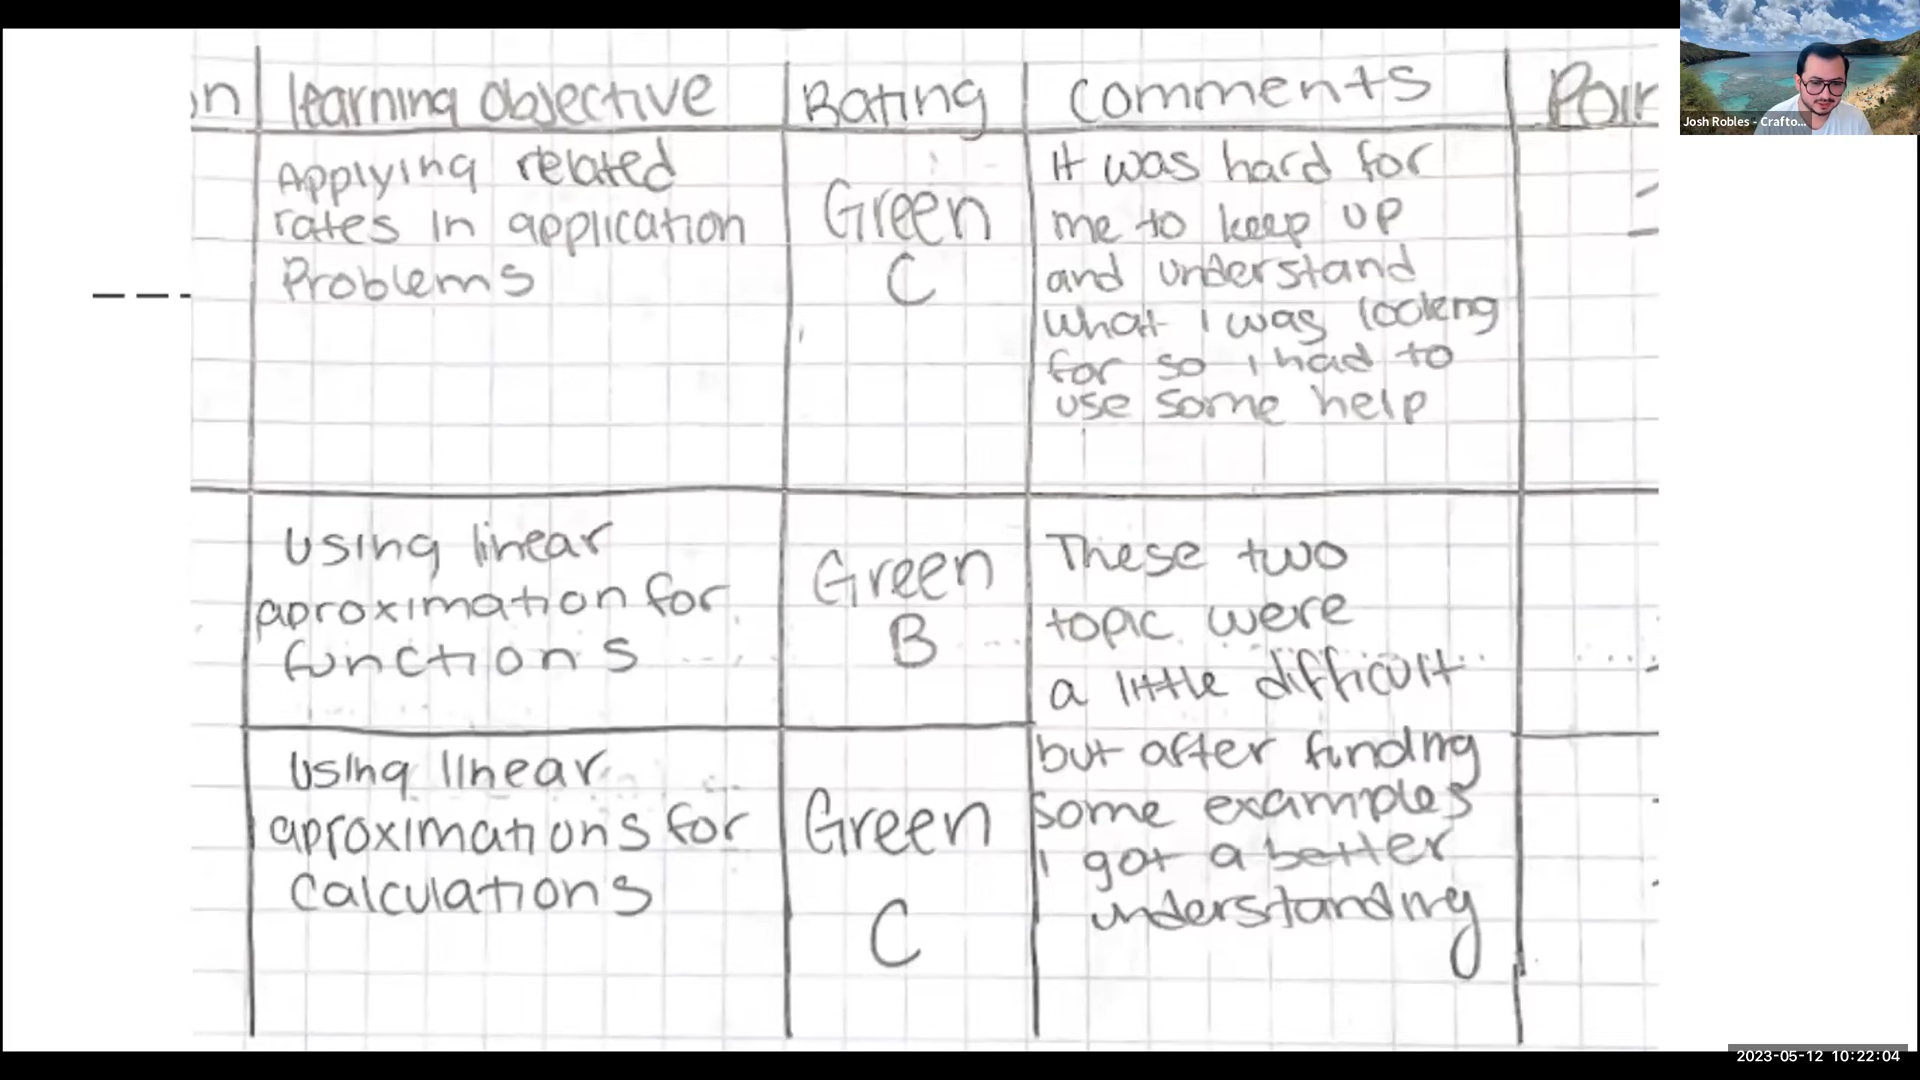 on learning objective Rating Comments Poin
Applying related
rates in application
Problems
Green
C
It was hard for
me to keep up
and understand
what I was looking
for so I had to
use some help
Using linear
aproximation for
functions
Green
B
These two
topic were
a little difficult
Using linear
aproximations for
calculations
Green
C
but after finding
some examples
I got a better
understanding
Josh Robles - Crafto...
2023-05-12 10:22:04